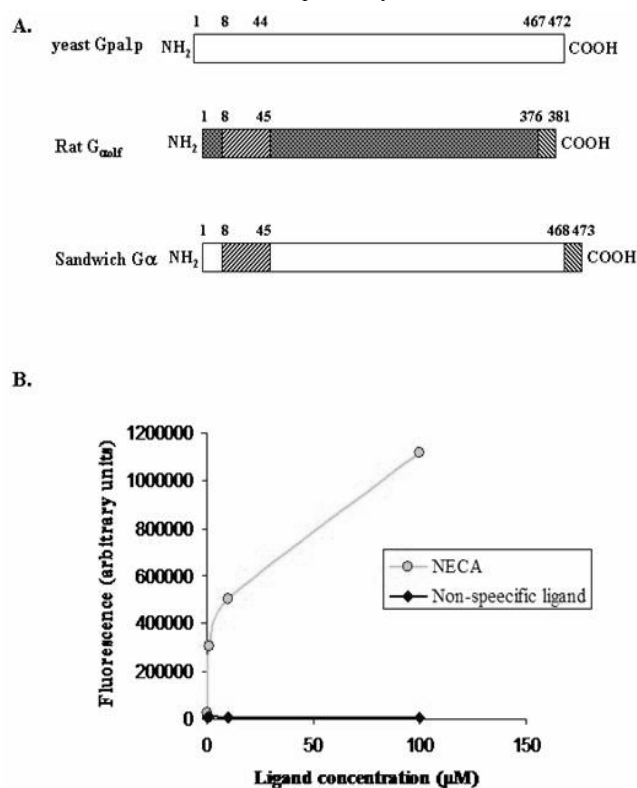 A.
1 8 44 467 472
yeast Gpa1p NH2 COOH
1 8 45 376 381
Rat Gαolf NH2 COOH
1 8 45 468 473
Sandwich Gα NH2 COOH
B.
Fluorescence (arbitrary units)
1200000
1000000
800000
600000
400000
200000
0
NECA
Non-speecific ligand
0 50 100 150
Ligand concentration (µM)